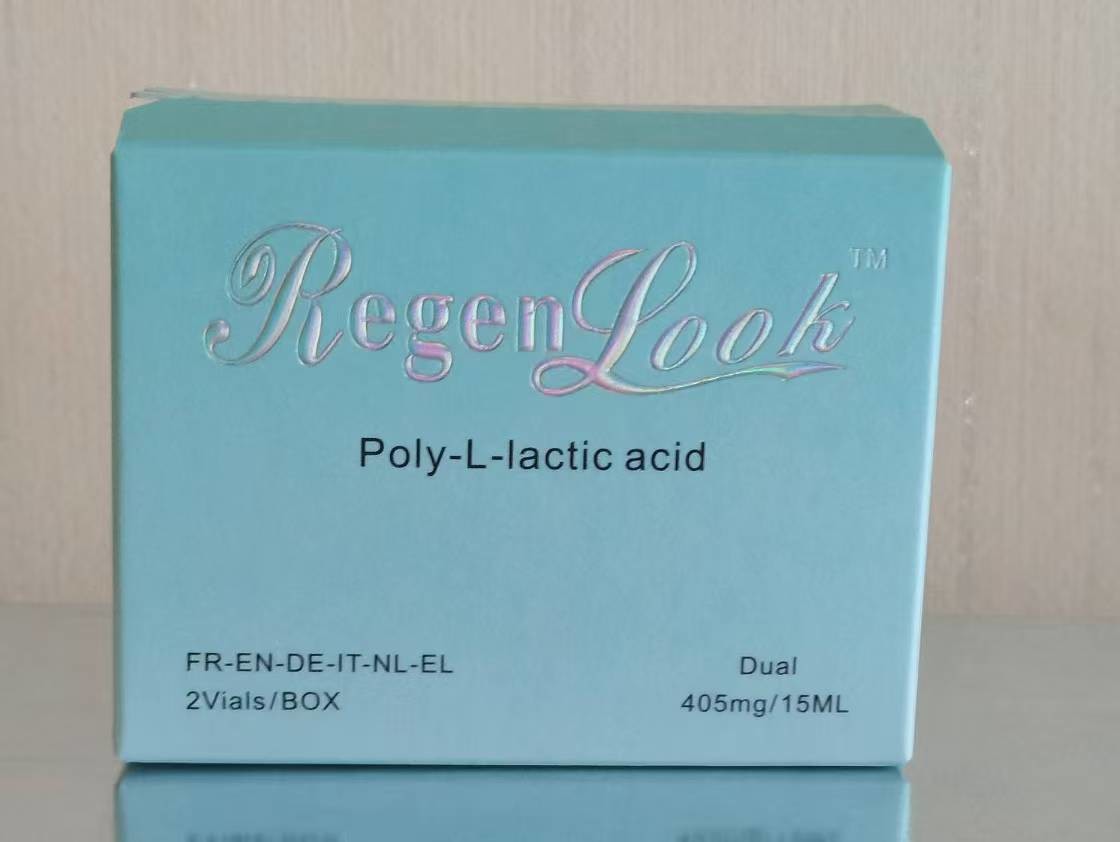 RegenLook™
Poly-L-lactic acid
FR-EN-DE-IT-NL-EL
2Vials/BOX
Dual
405mg/15ML